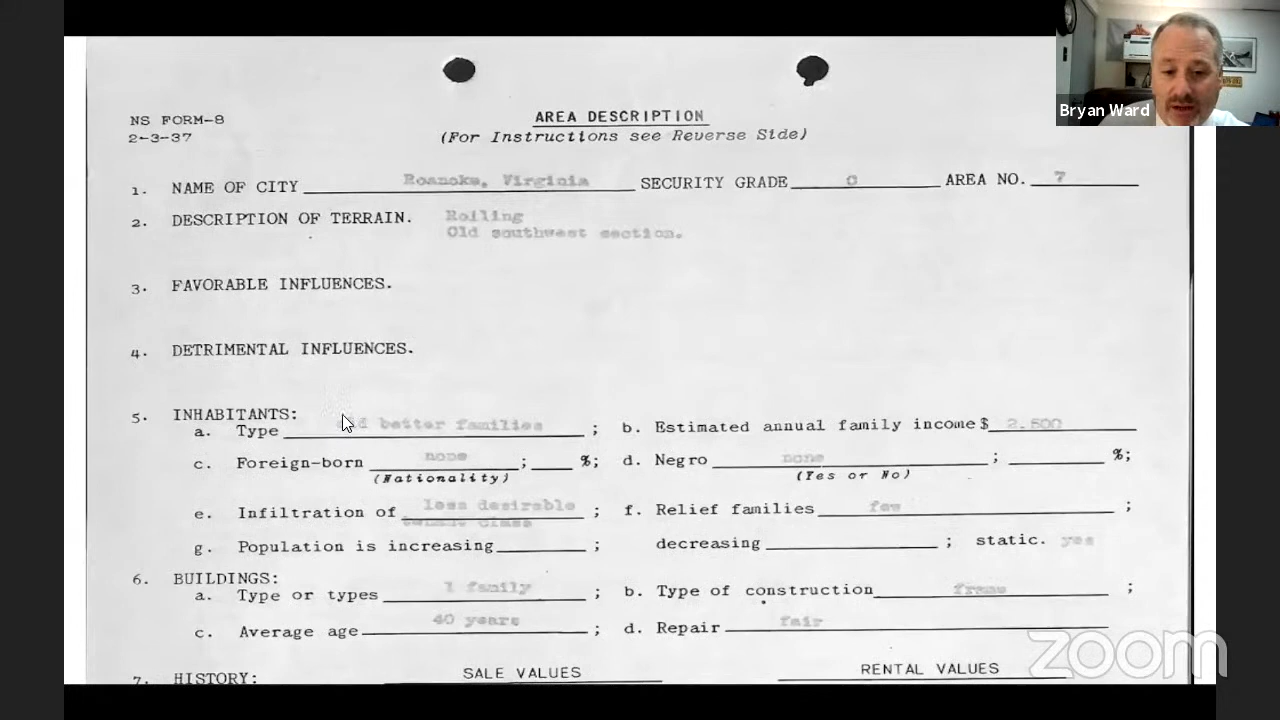 Bryan Ward
NS FORM-8
2-3-37
AREA DESCRIPTION
(For Instructions see Reverse Side)
1. NAME OF CITY Roanoke, Virginia SECURITY GRADE C AREA NO. 7
2. DESCRIPTION OF TERRAIN. Rolling
Old southwest section.
3. FAVORABLE INFLUENCES.
4. DETRIMENTAL INFLUENCES.
5. INHABITANTS:
a. Type Old better families ; b. Estimated annual family income $ 2.500
c. Foreign-born none ; %; d. Negro none ; %;
(Nationality) (Yes or No)
e. Infiltration of less desirable ; f. Relief families few ;
class
g. Population is increasing ; decreasing ; static. yes
6. BUILDINGS:
a. Type or types 1 family ; b. Type of construction frame ;
c. Average age 40 years ; d. Repair fair
7. HISTORY: SALE VALUES RENTAL VALUES
zoom